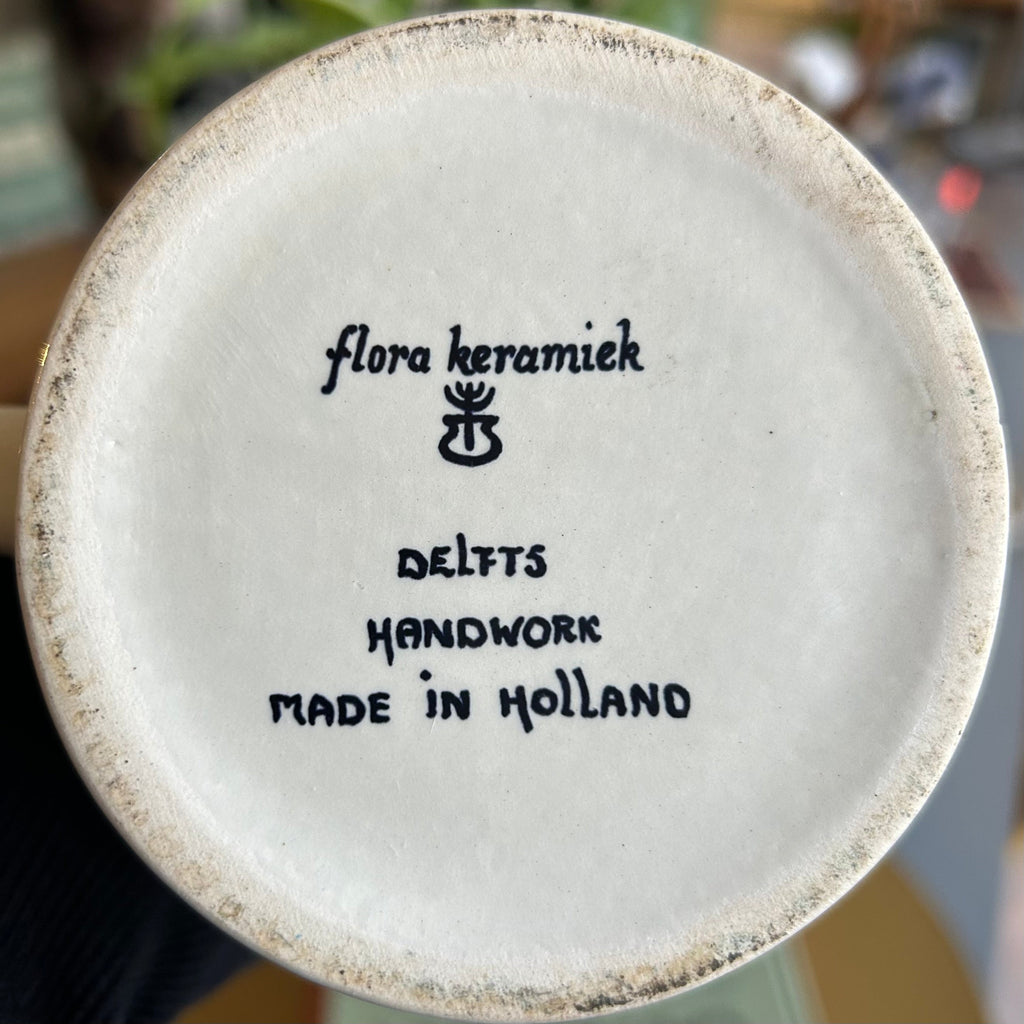 flora keramiek
DELFTS
HANDWORK
MADE iN HollAND